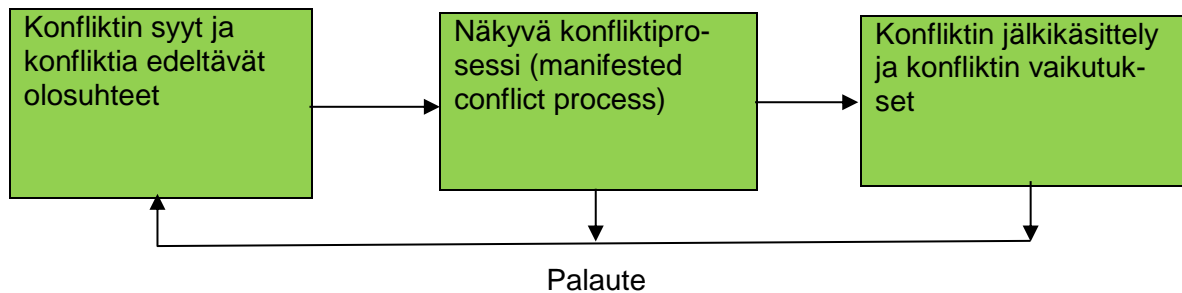 Konfliktin syyt ja
konfliktia edeltävät
olosuhteet
Näkyvä konfliktipro-
sessi (manifested
conflict process)
Konfliktin jälkikäsittely
ja konfliktin vaikutuk-
set
Palaute